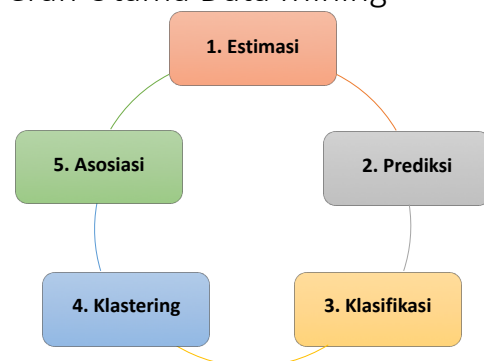 Utama Data Mining
1. Estimasi
5. Asosiasi
2. Prediksi
4. Klastering
3. Klasifikasi